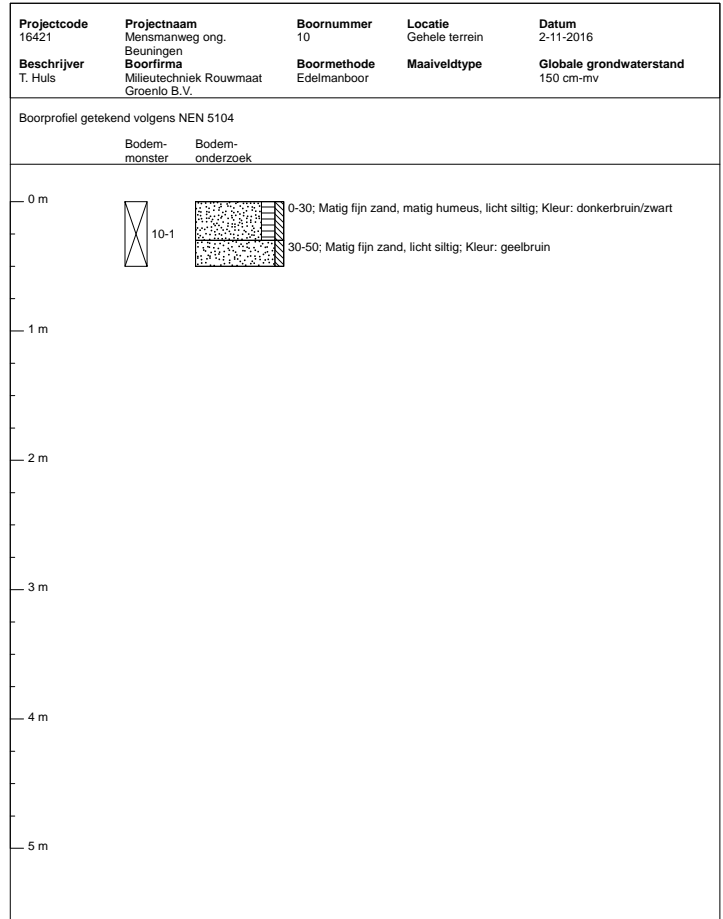 Projectcode Projectnaam Boornummer Locatie Datum
16421 Mensmanweg ong. 10 Gehele terrein 2-11-2016
Beuningen
Beschrijver Boorfirma Boormethode Maaiveldtype Globale grondwaterstand
T. Huls Milieutechniek Rouwmaat Edelmanboor 150 cm-mv
Groenlo B.V.
Boorprofiel getekend volgens NEN 5104
Bodem- Bodem-
monster onderzoek
0 m
0-30; Matig fijn zand, matig humeus, licht siltig; Kleur: donkerbruin/zwart
10-1
30-50; Matig fijn zand, licht siltig; Kleur: geelbruin
1 m
2 m
3 m
4 m
5 m